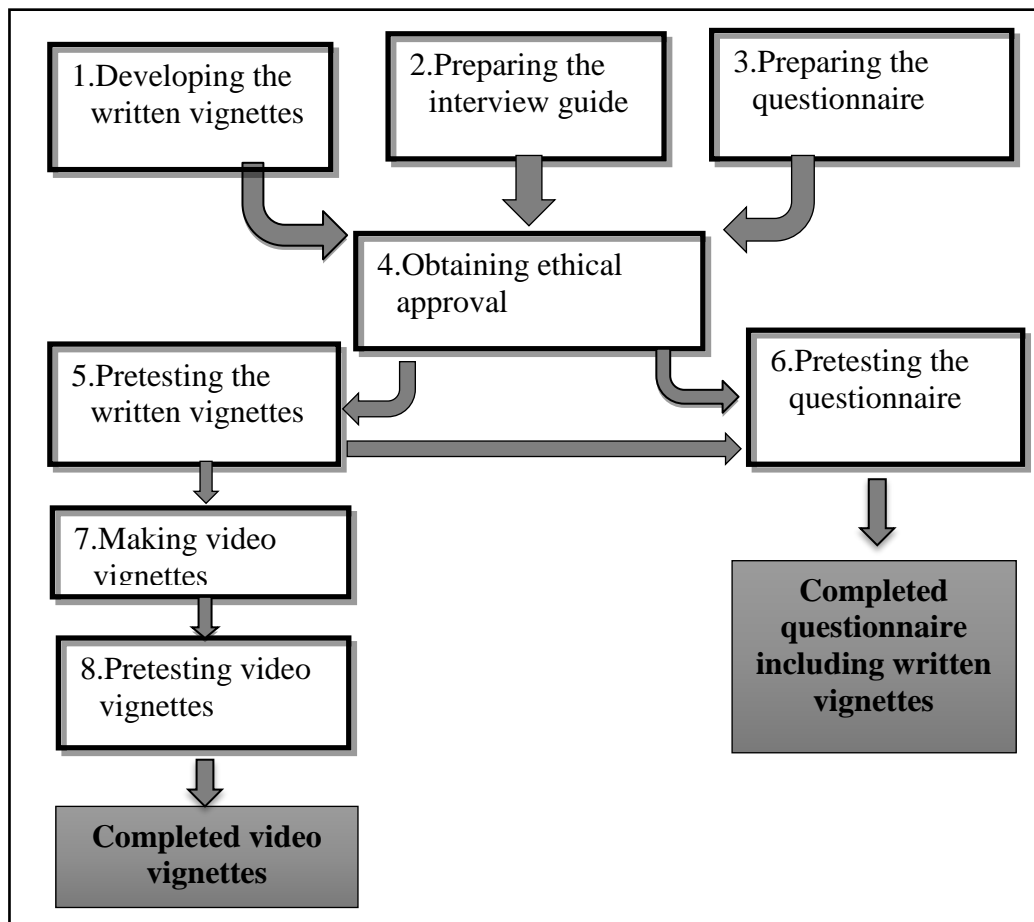 1.Developing the
written vignettes
2.Preparing the
interview guide
3.Preparing the
questionnaire
4.Obtaining ethical
approval
5.Pretesting the
written vignettes
6.Pretesting the
questionnaire
7.Making video
vignettes
8.Pretesting video
vignettes
Completed
questionnaire
including written
vignettes
Completed video
vignettes